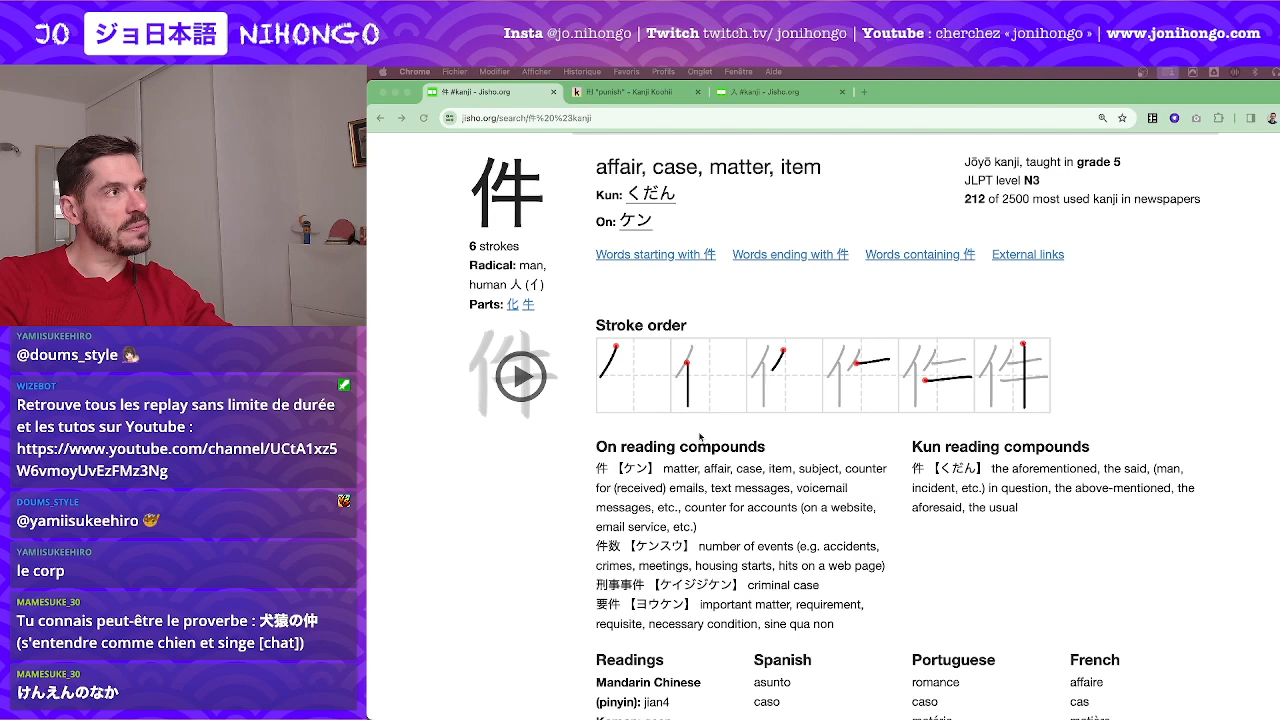 JO ジョ日本語 NIHONGO
Insta @jo.nihongo | Twitch twitch.tv/ jonihongo | Youtube : cherchez «jonihongo » | www.jonihongo.com
Chrome Fichier Modifier Afficher Historique Favoris Profils Onglet Fenêtre Aide
件 #kanji - Jisho.org
"punish" - Kanji Koohii
人 #kanji - Jisho.org
jisho.org/search/件%20%23kanji
件
6 strokes
Radical: man,
human 人 (亻)
Parts: 化 牛
affair, case, matter, item
Kun: くだん
On: ケン
Jōyō kanji, taught in grade 5
JLPT level N3
212 of 2500 most used kanji in newspapers
Words starting with 件 Words ending with 件 Words containing 件 External links
Stroke order
件
On reading compounds
件 【ケン】 matter, affair, case, item, subject, counter
for (received) emails, text messages, voicemail
messages, etc., counter for accounts (on a website,
email service, etc.)
件数 【ケンスウ】 number of events (e.g. accidents,
crimes, meetings, housing starts, hits on a web page)
刑事事件 【ケイジジケン】 criminal case
要件 【ヨウケン】 important matter, requirement,
requisite, necessary condition, sine qua non
Kun reading compounds
件 【くだん】 the aforementioned, the said, (man,
incident, etc.) in question, the above-mentioned, the
aforesaid, the usual
Readings Spanish Portuguese French
Mandarin Chinese asunto romance affaire
(pinyin): jian4 caso caso cas
YAMIISUKEEHIRO
@doums_style
WIZEBOT
Retrouve tous les replay sans limite de durée
et les tutos sur Youtube :
https://www.youtube.com/channel/UCtA1xz5
W6vmoyUvEzFMz3Ng
DOUMS_STYLE
@yamiisukeehiro
YAMIISUKEEHIRO
le corp
MAMESUKE_30
Tu connais peut-être le proverbe : 犬猿の仲
(s'entendre comme chien et singe [chat])
MAMESUKE_30
けんえんのなか